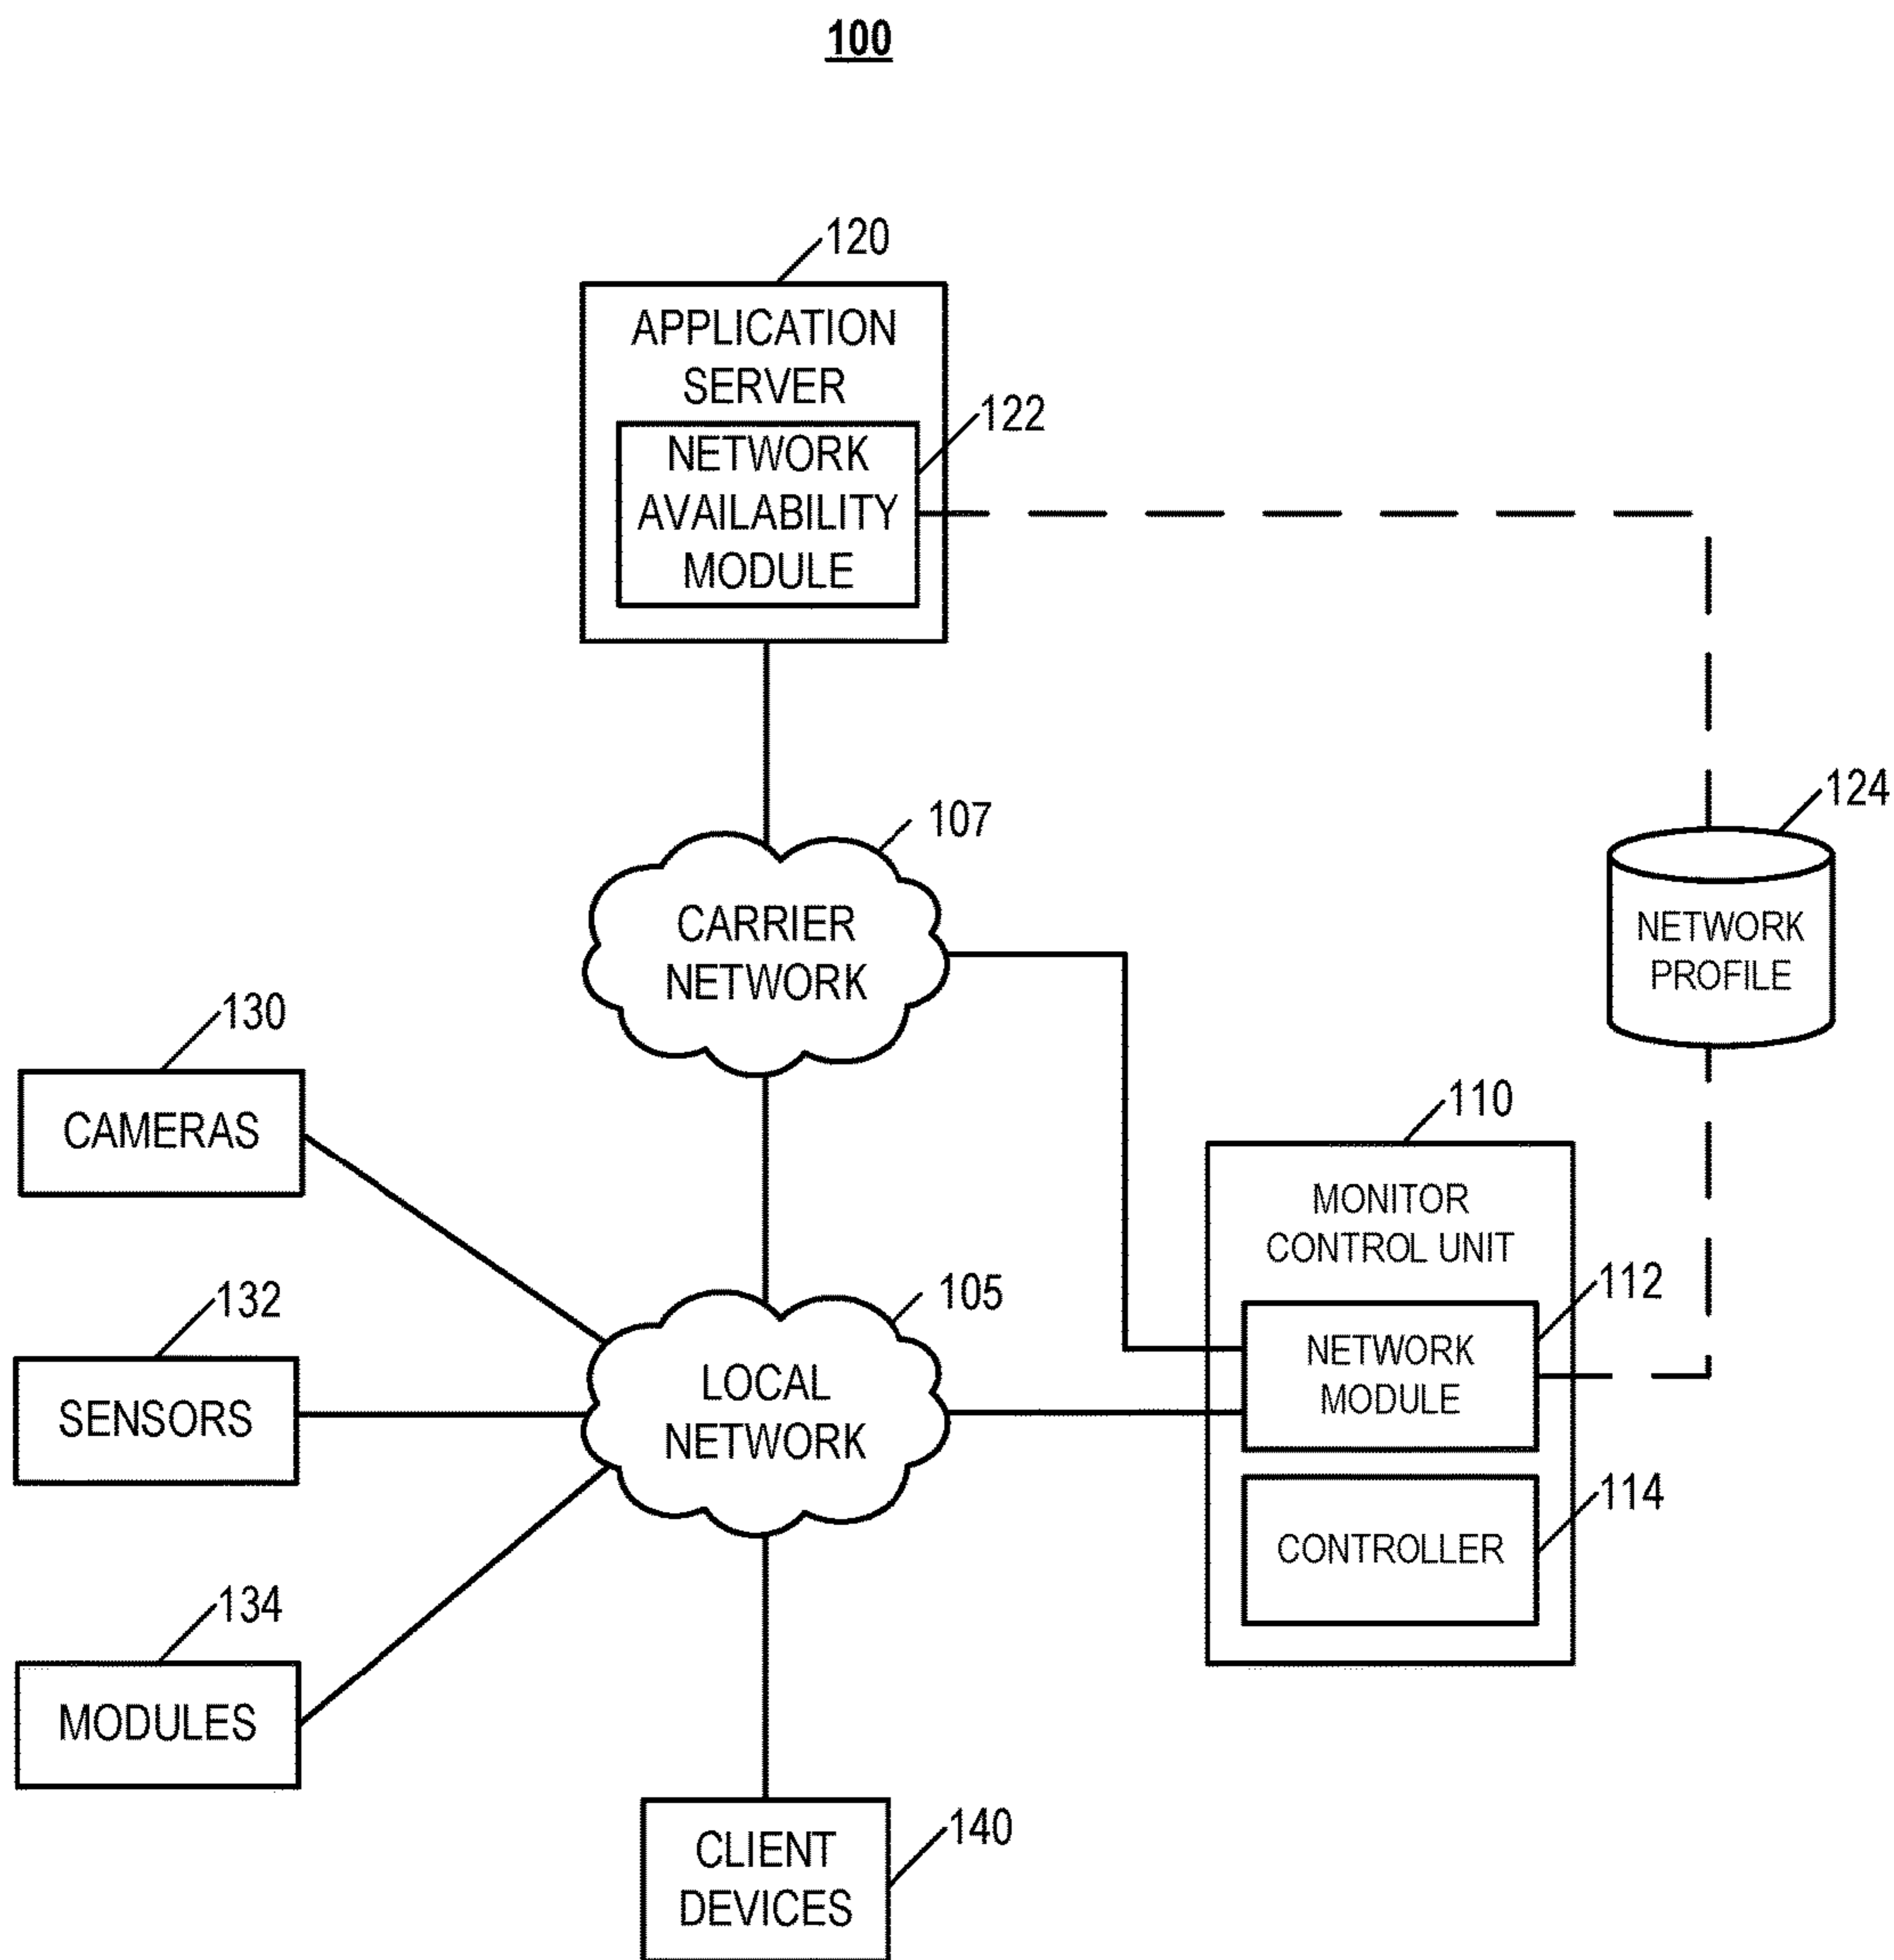 100
120
APPLICATION
SERVER
122
NETWORK
AVAILABILITY
MODULE
107
CARRIER
NETWORK
124
NETWORK
PROFILE
130
CAMERAS
110
MONITOR
CONTROL UNIT
112
NETWORK
MODULE
132
SENSORS
105
LOCAL
NETWORK
114
CONTROLLER
134
MODULES
140
CLIENT
DEVICES